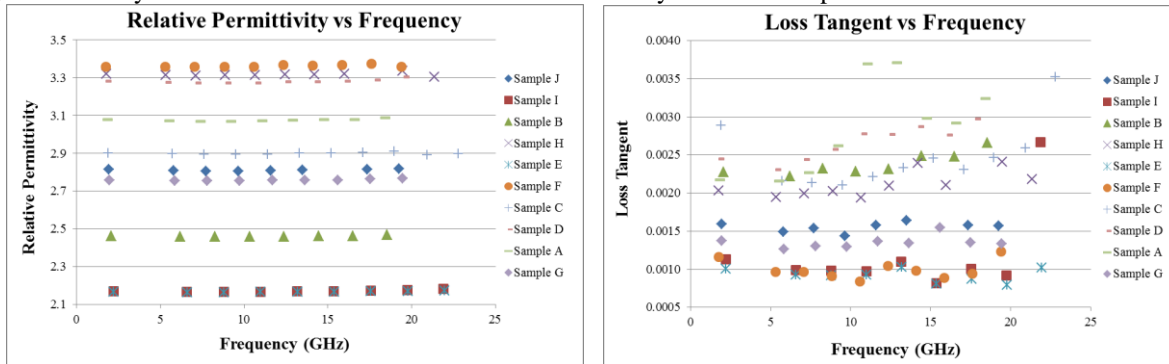 Relative Permittivity vs Frequency
3.5
3.3
3.1
2.9
2.7
2.5
2.3
2.1
0
5
10
15
20
25
Relative Permittivity
Frequency (GHz)
Sample J
Sample I
Sample B
Sample H
Sample E
Sample F
Sample C
Sample D
Sample A
Sample G
Loss Tangent vs Frequency
0.0040
0.0035
0.0030
0.0025
0.0020
0.0015
0.0010
0.0005
0
5
10
15
20
25
Loss Tangent
Frequency (GHz)
Sample J
Sample I
Sample B
Sample H
Sample E
Sample F
Sample C
Sample D
Sample A
Sample G